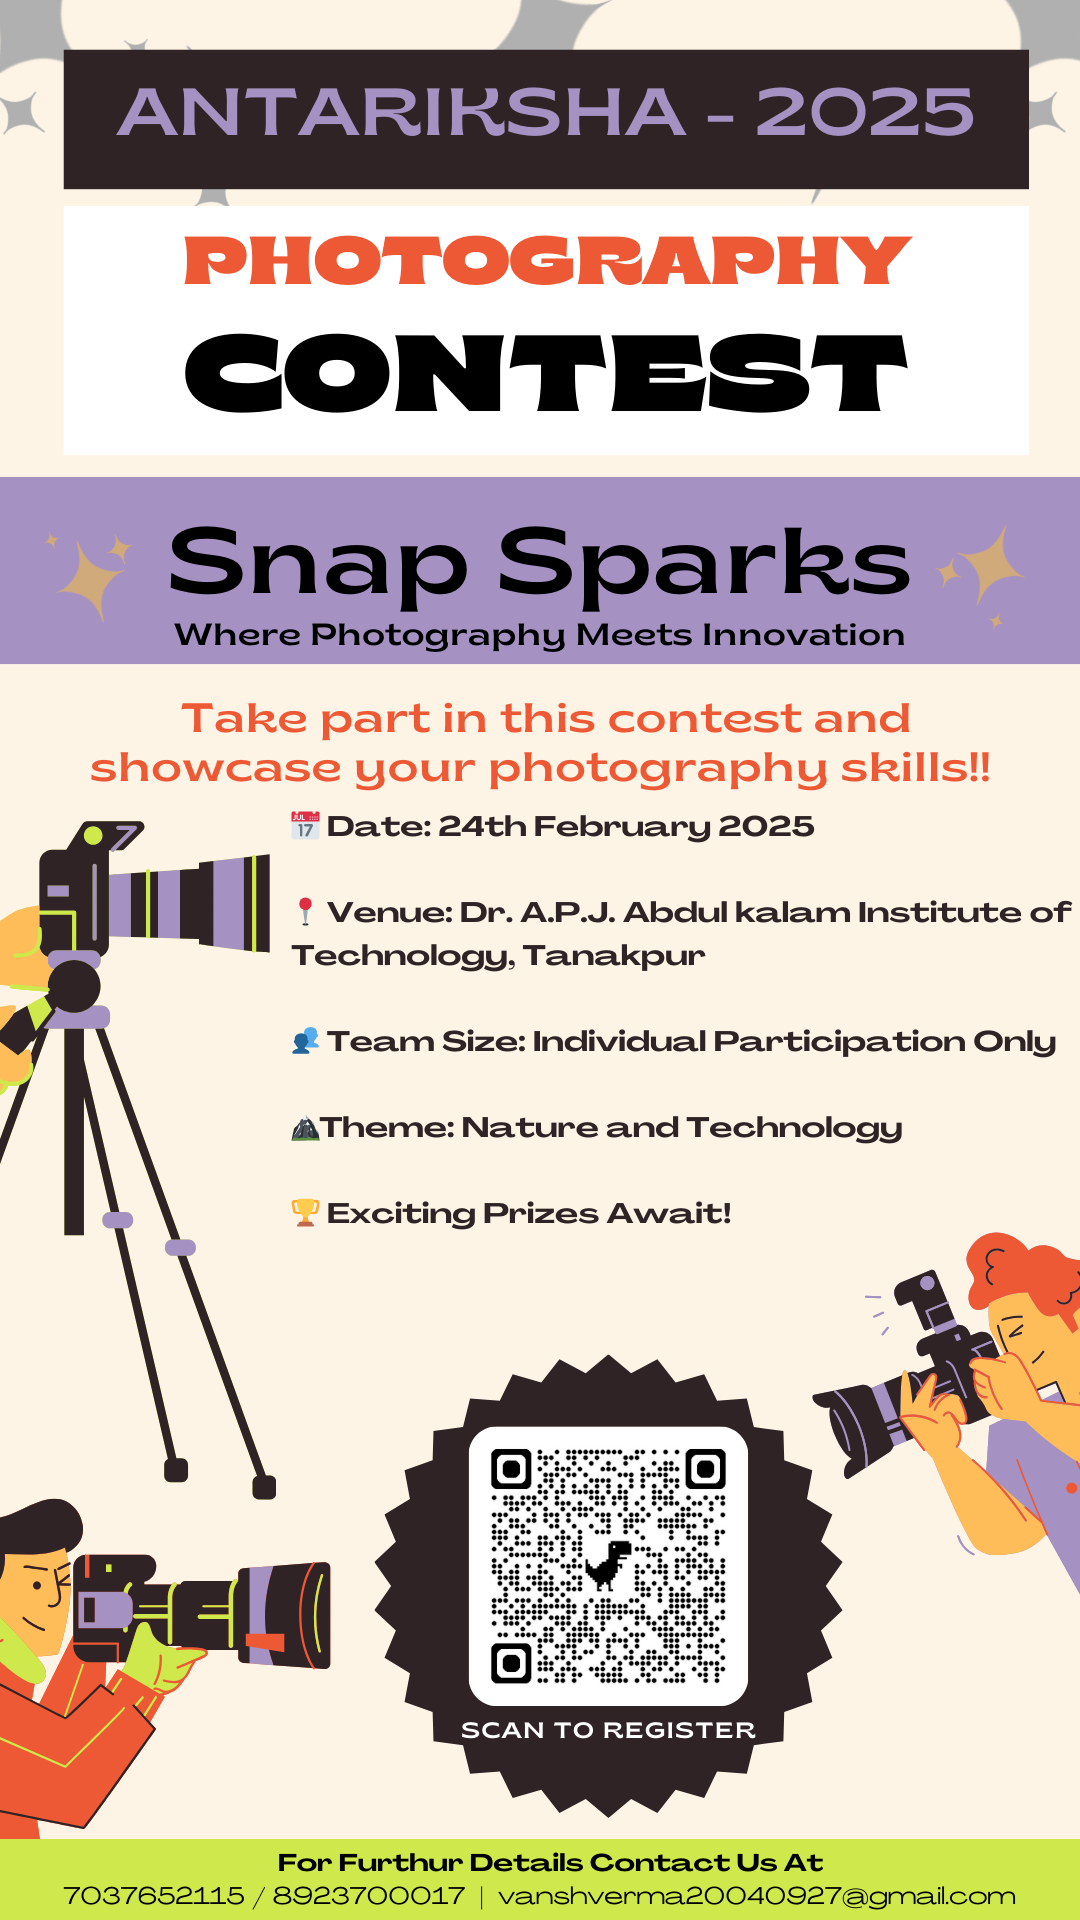 ANTARIKSHA - 2025
PHOTOGRAPHY
CONTEST
Snap Sparks
Where Photography Meets Innovation
Take part in this contest and
showcase your photography skills!!
📅 Date: 24th February 2025
📍 Venue: Dr. A.P.J. Abdul kalam Institute of
Technology, Tanakpur
👥 Team Size: Individual Participation Only
⛰️Theme: Nature and Technology
🏆 Exciting Prizes Await!
SCAN TO REGISTER
For Furthur Details Contact Us At
7037652115 / 8923700017 | vanshverma20040927@gmail.com